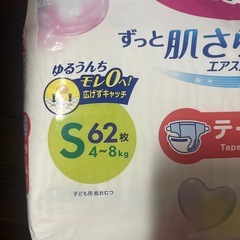 ずっと肌さら
エアス
ゆるうんち
モレ0へ!
広げすキャッチ
S 62枚
4~8kg
テー
Tape
子ども用 紙おむつ